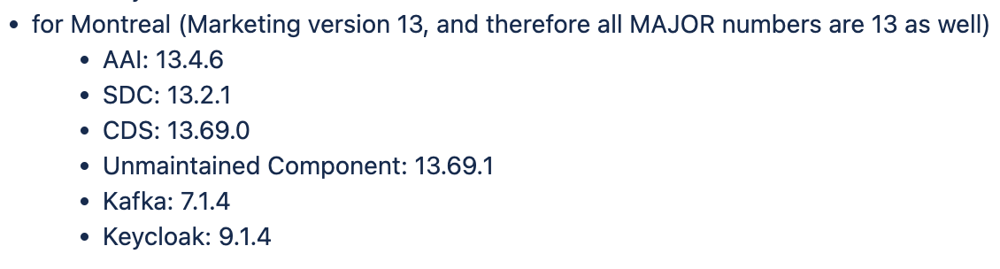 • for Montreal (Marketing version 13, and therefore all MAJOR numbers are 13 as well)
• AAI: 13.4.6
• SDC: 13.2.1
• CDS: 13.69.0
• Unmaintained Component: 13.69.1
• Kafka: 7.1.4
• Keycloak: 9.1.4